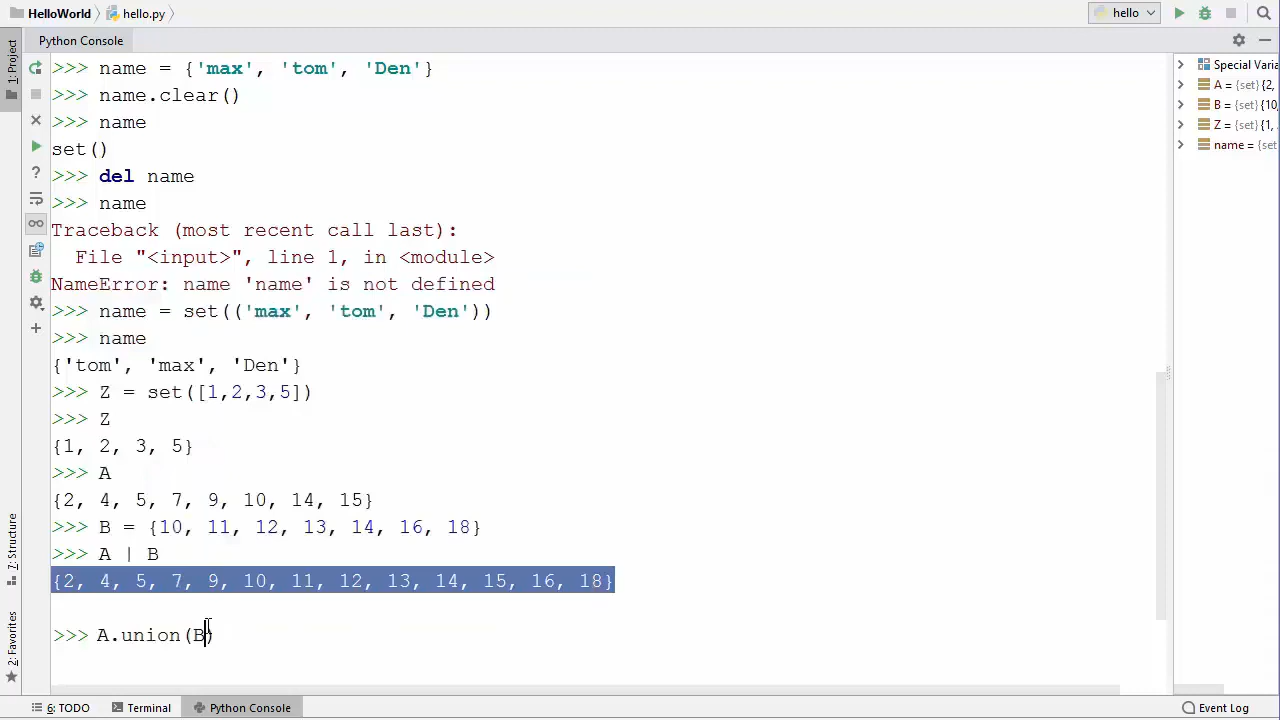 HelloWorld hello.py hello
Python Console
1: Project
Z: Structure
2: Favorites
>>> name = {'max', 'tom', 'Den'}
>>> name.clear()
>>> name
set()
>>> del name
>>> name
Traceback (most recent call last):
File "<input>", line 1, in <module>
NameError: name 'name' is not defined
>>> name = set(('max', 'tom', 'Den'))
>>> name
{'tom', 'max', 'Den'}
>>> Z = set([1,2,3,5])
>>> Z
{1, 2, 3, 5}
>>> A
{2, 4, 5, 7, 9, 10, 14, 15}
>>> B = {10, 11, 12, 13, 14, 16, 18}
>>> A | B
{2, 4, 5, 7, 9, 10, 11, 12, 13, 14, 15, 16, 18}
>>> A.union(B)
Special Varia
A = {set} {2,
B = {set} {10,
Z = {set} {1,
name = {set
6: TODO Terminal Python Console Event Log